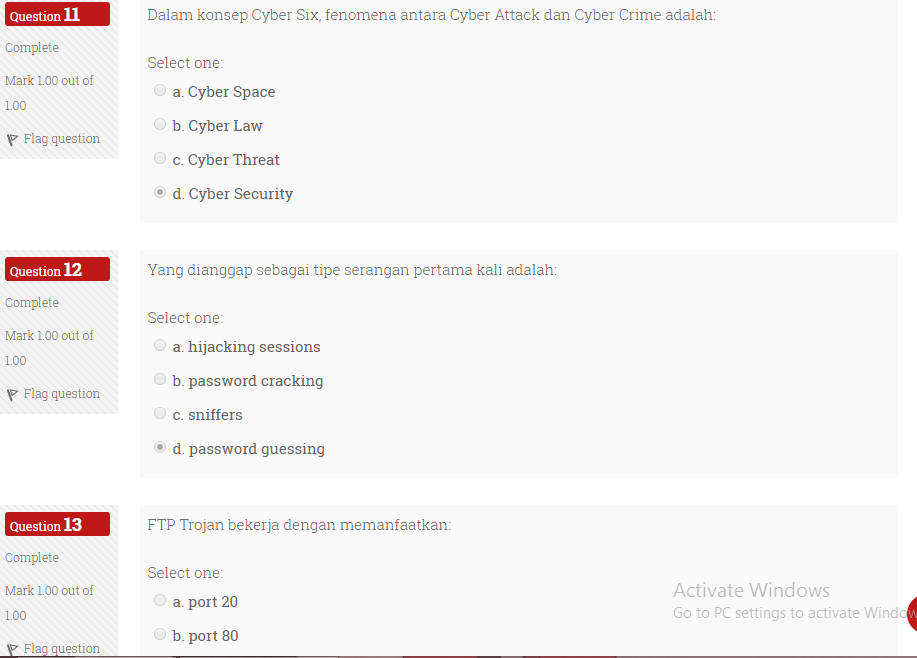 Question 11
Complete
Mark 1.00 out of
1.00
Flag question
Dalam konsep Cyber Six, fenomena antara Cyber Attack dan Cyber Crime adalah:
Select one:
a. Cyber Space
b. Cyber Law
c. Cyber Threat
d. Cyber Security
Question 12
Complete
Mark 1.00 out of
1.00
Flag question
Yang dianggap sebagai tipe serangan pertama kali adalah:
Select one:
a. hijacking sessions
b. password cracking
c. sniffers
d. password guessing
Question 13
Complete
Mark 1.00 out of
1.00
Flag question
FTP Trojan bekerja dengan memanfaatkan:
Select one:
a. port 20
b. port 80
Activate Windows
Go to PC settings to activate Window